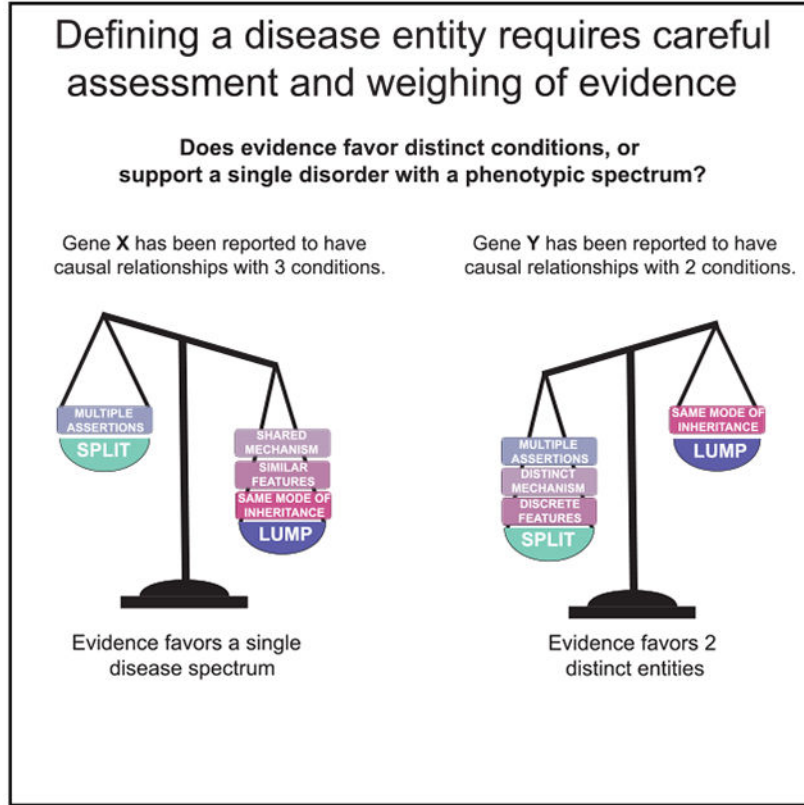 Defining a disease entity requires careful
assessment and weighing of evidence
Does evidence favor distinct conditions, or
support a single disorder with a phenotypic spectrum?
Gene X has been reported to have
causal relationships with 3 conditions.
MULTIPLE
ASSERTIONS
SPLIT
SHARED
MECHANISM
SIMILAR
FEATURES
SAME MODE OF
INHERITANCE
LUMP
Evidence favors a single
disease spectrum
Gene Y has been reported to have
causal relationships with 2 conditions.
MULTIPLE
ASSERTIONS
DISTINCT
MECHANISM
DISCRETE
FEATURES
SPLIT
SAME MODE OF
INHERITANCE
LUMP
Evidence favors 2
distinct entities